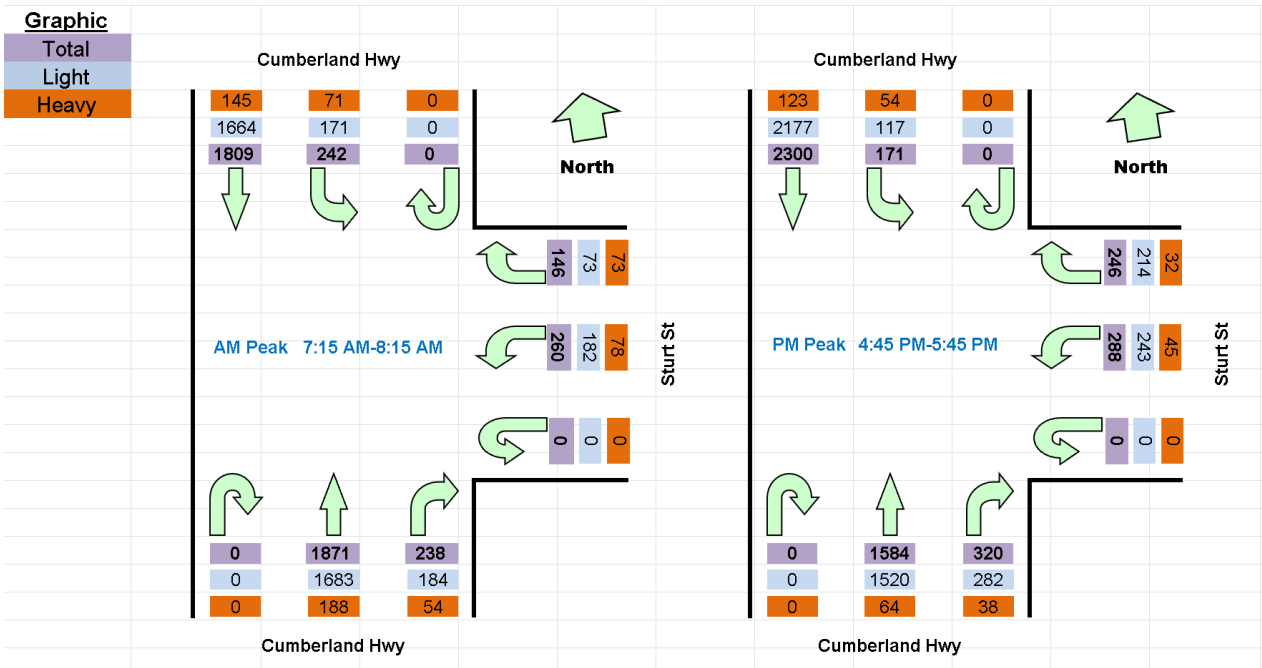 Graphic
Total
Light
Heavy
Cumberland Hwy
145 71 0
1664 171 0
1809 242 0
North
146 73 73
AM Peak 7:15 AM-8:15 AM
260 182 78
Sturt St
0 0 0
0 1871 238
0 1683 184
0 188 54
Cumberland Hwy
Cumberland Hwy
123 54 0
2177 117 0
2300 171 0
North
246 214 32
PM Peak 4:45 PM-5:45 PM
288 243 45
Sturt St
0 0 0
0 1584 320
0 1520 282
0 64 38
Cumberland Hwy